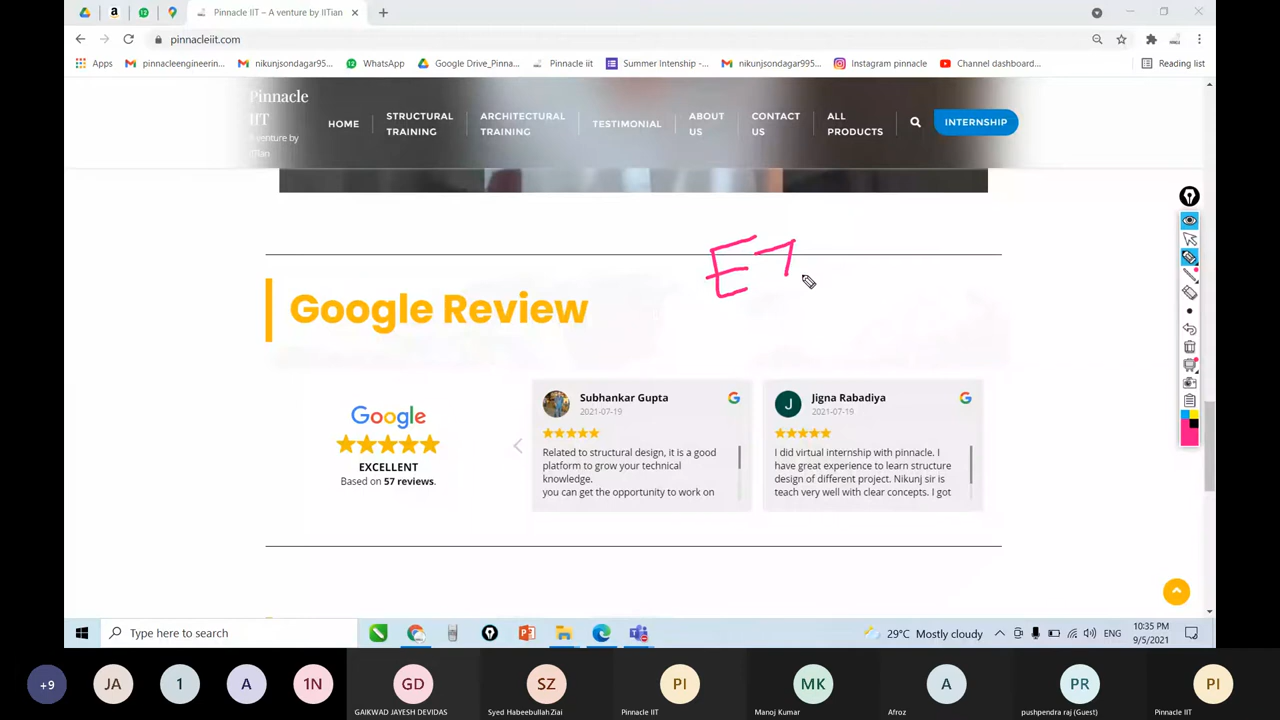 Pinnacle IIT – A venture by IITian
pinnacleiit.com
Apps pinnacleengineerin... nikunjsondagar95... WhatsApp Google Drive_Pinna... Pinnacle iit Summer Intenship -... nikunjsondagar995... Instagram pinnacle Channel dashboard... Reading list
Pinnacle
IIT
A venture by
IITian
HOME
STRUCTURAL
TRAINING
ARCHITECTURAL
TRAINING
TESTIMONIAL
ABOUT
US
CONTACT
US
ALL
PRODUCTS
INTERNSHIP
Google Review
Google
EXCELLENT
Based on 57 reviews.
Subhankar Gupta
2021-07-19
Related to structural design, it is a good
platform to grow your technical
knowledge.
you can get the opportunity to work on
J
Jigna Rabadiya
2021-07-19
I did virtual internship with pinnacle. I
have great experience to learn structure
design of different project. Nikunj sir is
teach very well with clear concepts. I got
Type here to search
29°C Mostly cloudy
ENG
10:35 PM
9/5/2021
+9 JA 1 A 1N GD SZ PI MK A PR PI
GAIKWAD JAYESH DEVIDAS Syed Habeebullah Ziai Pinnacle IIT Manoj Kumar Afroz pushpendra raj (Guest) Pinnacle IIT